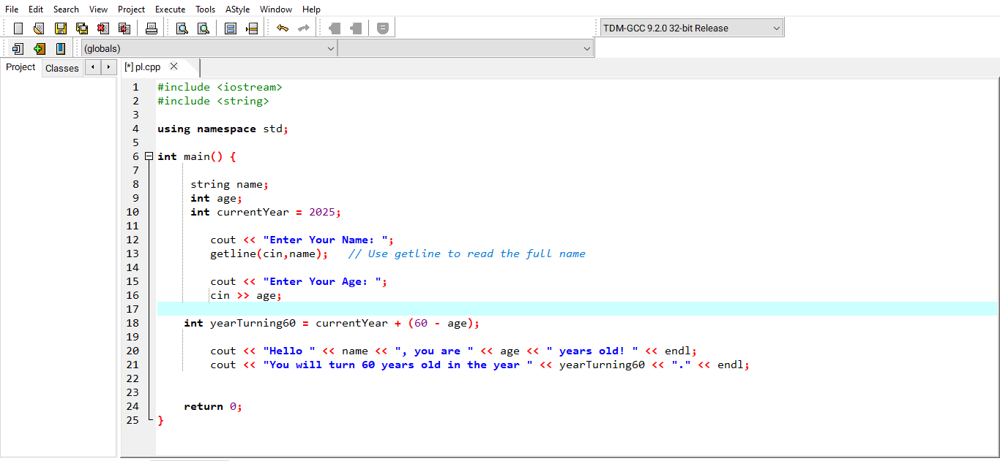 File Edit Search View Project Execute Tools AStyle Window Help
TDM-GCC 9.2.0 32-bit Release
(globals)
Project Classes [*] pl.cpp
1 #include <iostream>
2 #include <string>
3
4 using namespace std;
5
6 int main() {
7
8 string name;
9 int age;
10 int currentYear = 2025;
11
12 cout << "Enter Your Name: ";
13 getline(cin,name); // Use getline to read the full name
14
15 cout << "Enter Your Age: ";
16 cin >> age;
17
18 int yearTurning60 = currentYear + (60 - age);
19
20 cout << "Hello " << name << ", you are " << age << " years old! " << endl;
21 cout << "You will turn 60 years old in the year " << yearTurning60 << "." << endl;
22
23
24 return 0;
25 }